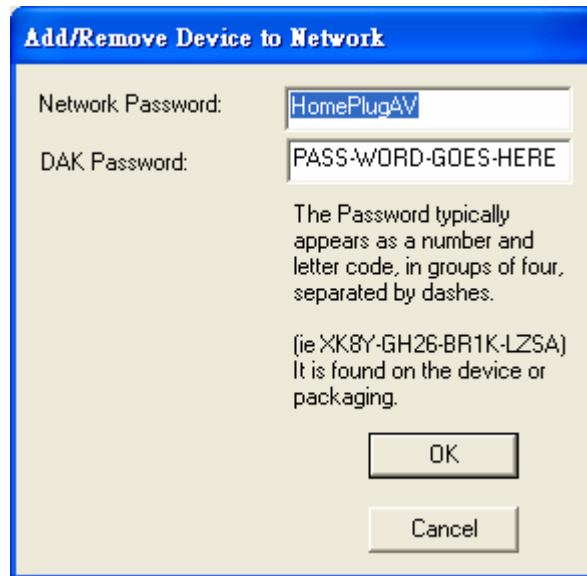 Add/Remove Device to Network
Network Password:
HomePlugAV
DAK Password:
PASS-WORD-GOES-HERE
The Password typically
appears as a number and
letter code, in groups of four,
separated by dashes.
(ie XK8Y-GH26-BR1K-LZSA)
It is found on the device or
packaging.
OK
Cancel